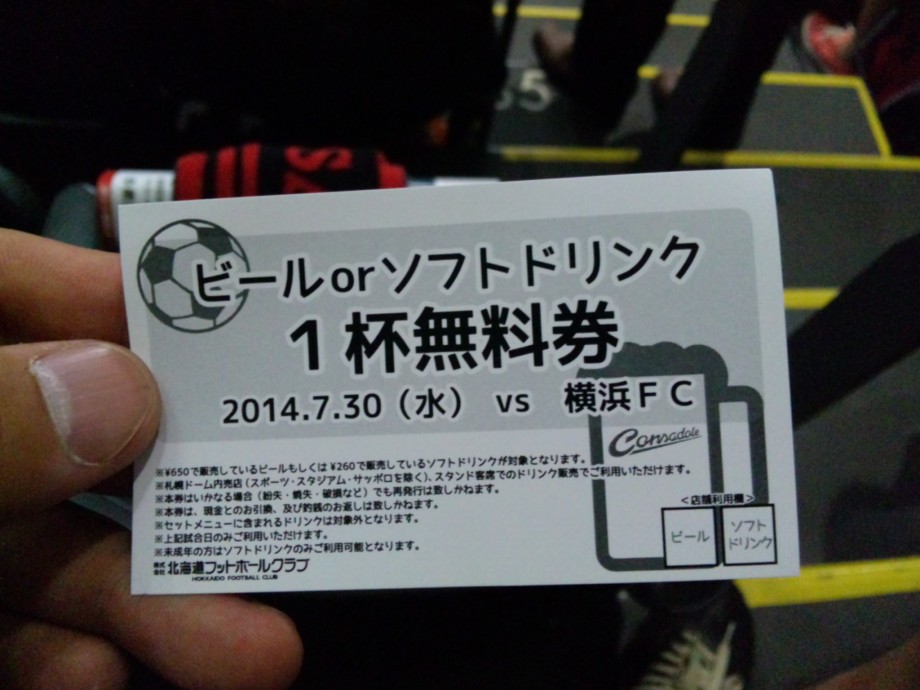 55
ビールorソフトドリンク
1杯無料券
2014.7.30(水) vs 横浜FC
Consadole
※¥650で販売しているビールもしくは¥260で販売しているソフトドリンクが対象となります。
※札幌ドーム内売店(スポーツ・スタジアム・サッポロを除く)、スタンド客席でのドリンク販売でご利用いただけます。
※本券はいかなる場合(紛失・焼失・破損など)でも再発行は致しかねます。
※本券は、現金とのお引換、及び釣銭のお返しは致しかねます。
※セットメニューに含まれるドリンクは対象外となります。
※上記試合日のみご利用いただけます。
※未成年の方はソフトドリンクのみご利用可能となります。
<店舗利用欄>
ビール
ソフト
ドリンク
株式会社 北海道フットボールクラブ
HOKKAIDO FOOTBALL CLUB